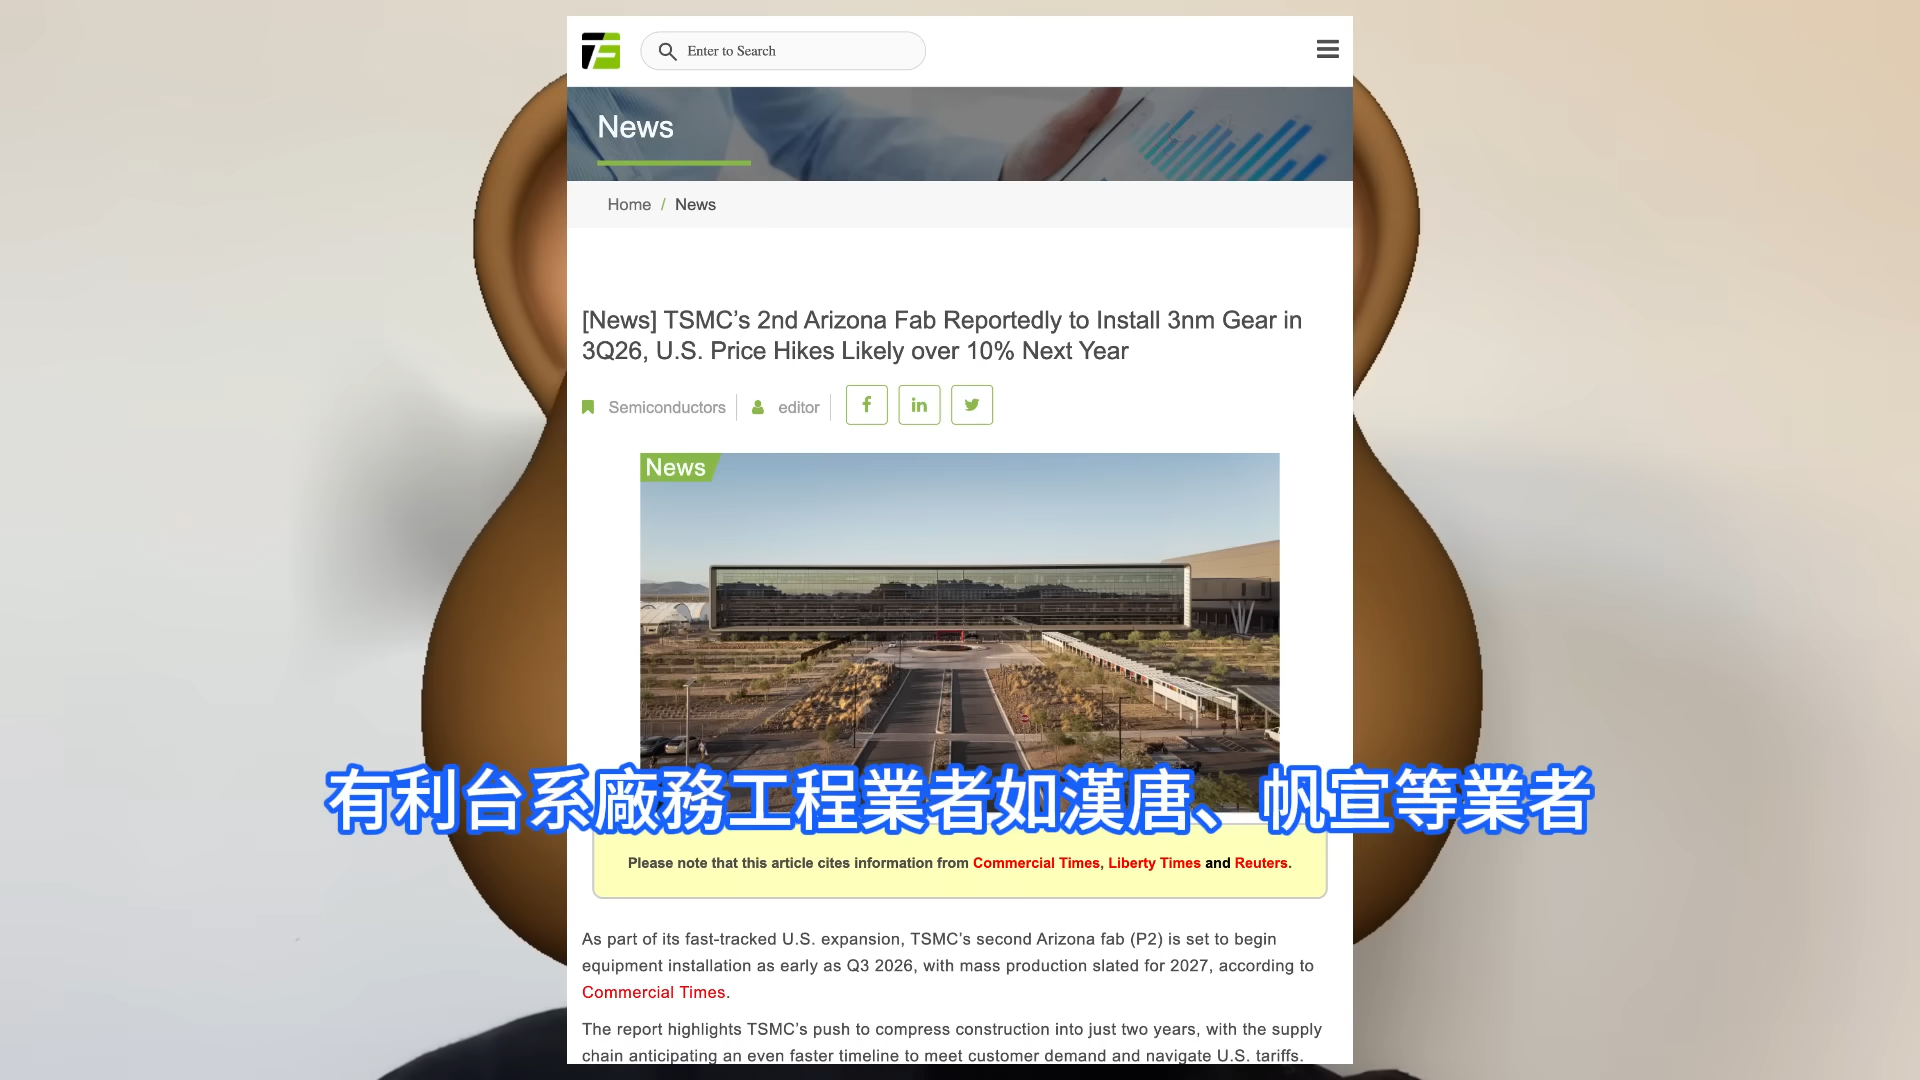 Enter to Search
News
Home / News
[News] TSMC’s 2nd Arizona Fab Reportedly to Install 3nm Gear in
3Q26, U.S. Price Hikes Likely over 10% Next Year
Semiconductors editor
News
有利台系廠務工程業者如漢唐、帆宣等業者
Please note that this article cites information from Commercial Times, Liberty Times and Reuters.
As part of its fast-tracked U.S. expansion, TSMC’s second Arizona fab (P2) is set to begin
equipment installation as early as Q3 2026, with mass production slated for 2027, according to
Commercial Times.
The report highlights TSMC’s push to compress construction into just two years, with the supply
chain anticipating an even faster timeline to meet customer demand and navigate U.S. tariffs.